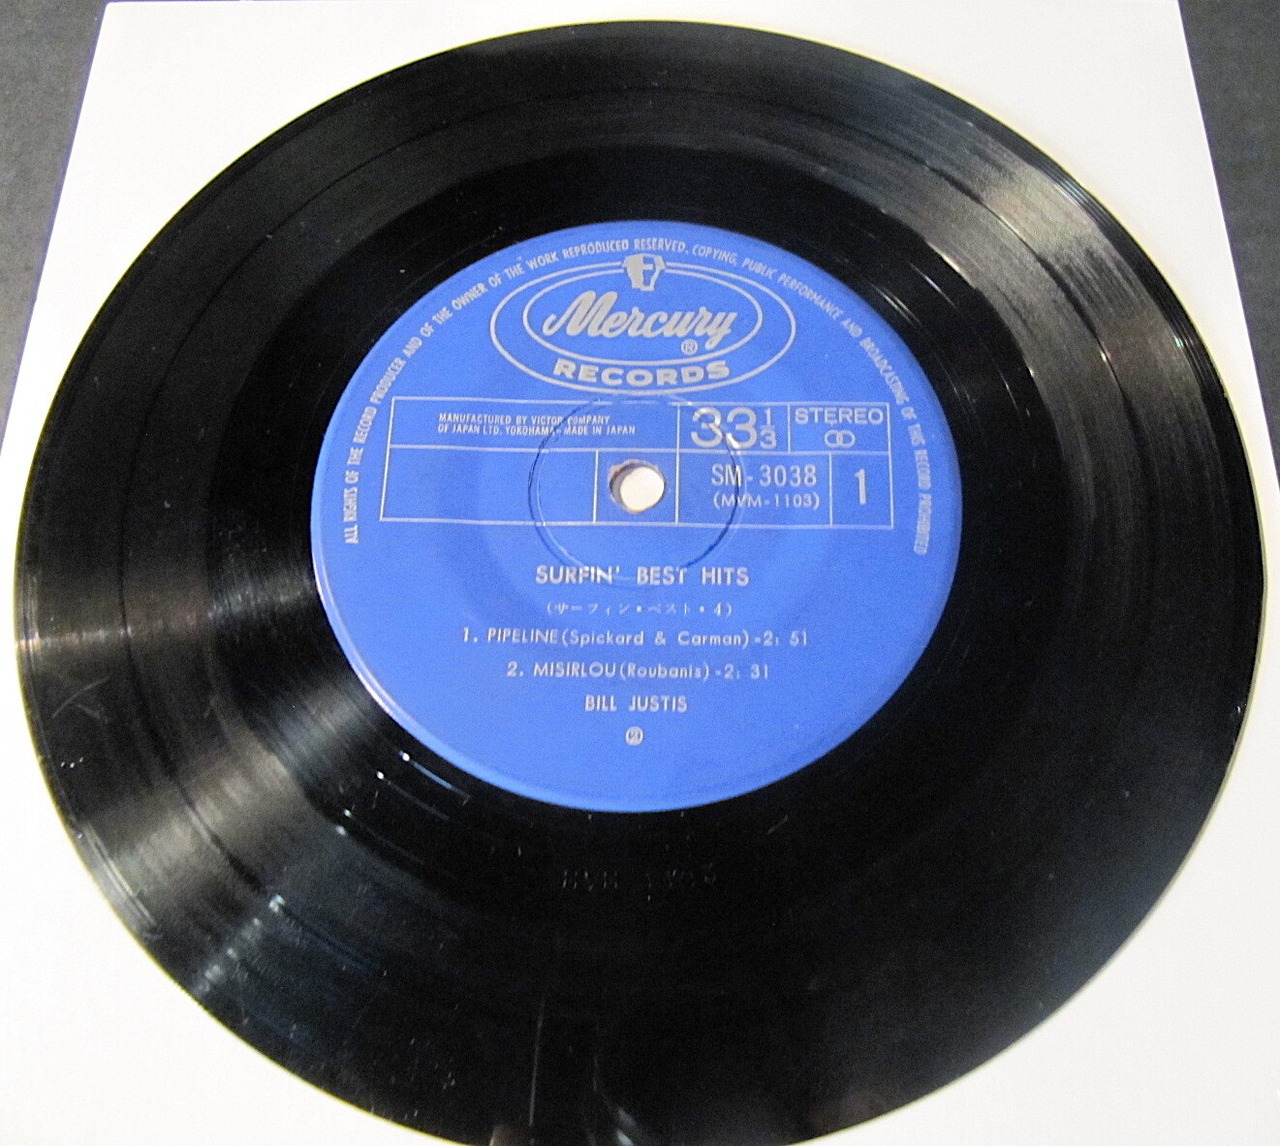 ALL RIGHTS OF THE RECORD PRODUCER AND OF THE OWNER OF THE WORK REPRODUCED RESERVED. COPYING, PUBLIC PERFORMANCE AND BROADCASTING OF THIS RECORD PROHIBITED
Mercury
®
RECORDS
MANUFACTURED BY VICTOR COMPANY
OF JAPAN LTD. YOKOHAMA-MADE IN JAPAN
33 1/3
STEREO
SM-3038
(MVM-1103)
1
SURFIN' BEST HITS
(サーフィン・ベスト・4)
1. PIPELINE (Spickard & Carman)-2: 51
2. MISIRLOU (Roubanis)-2: 31
BILL JUSTIS